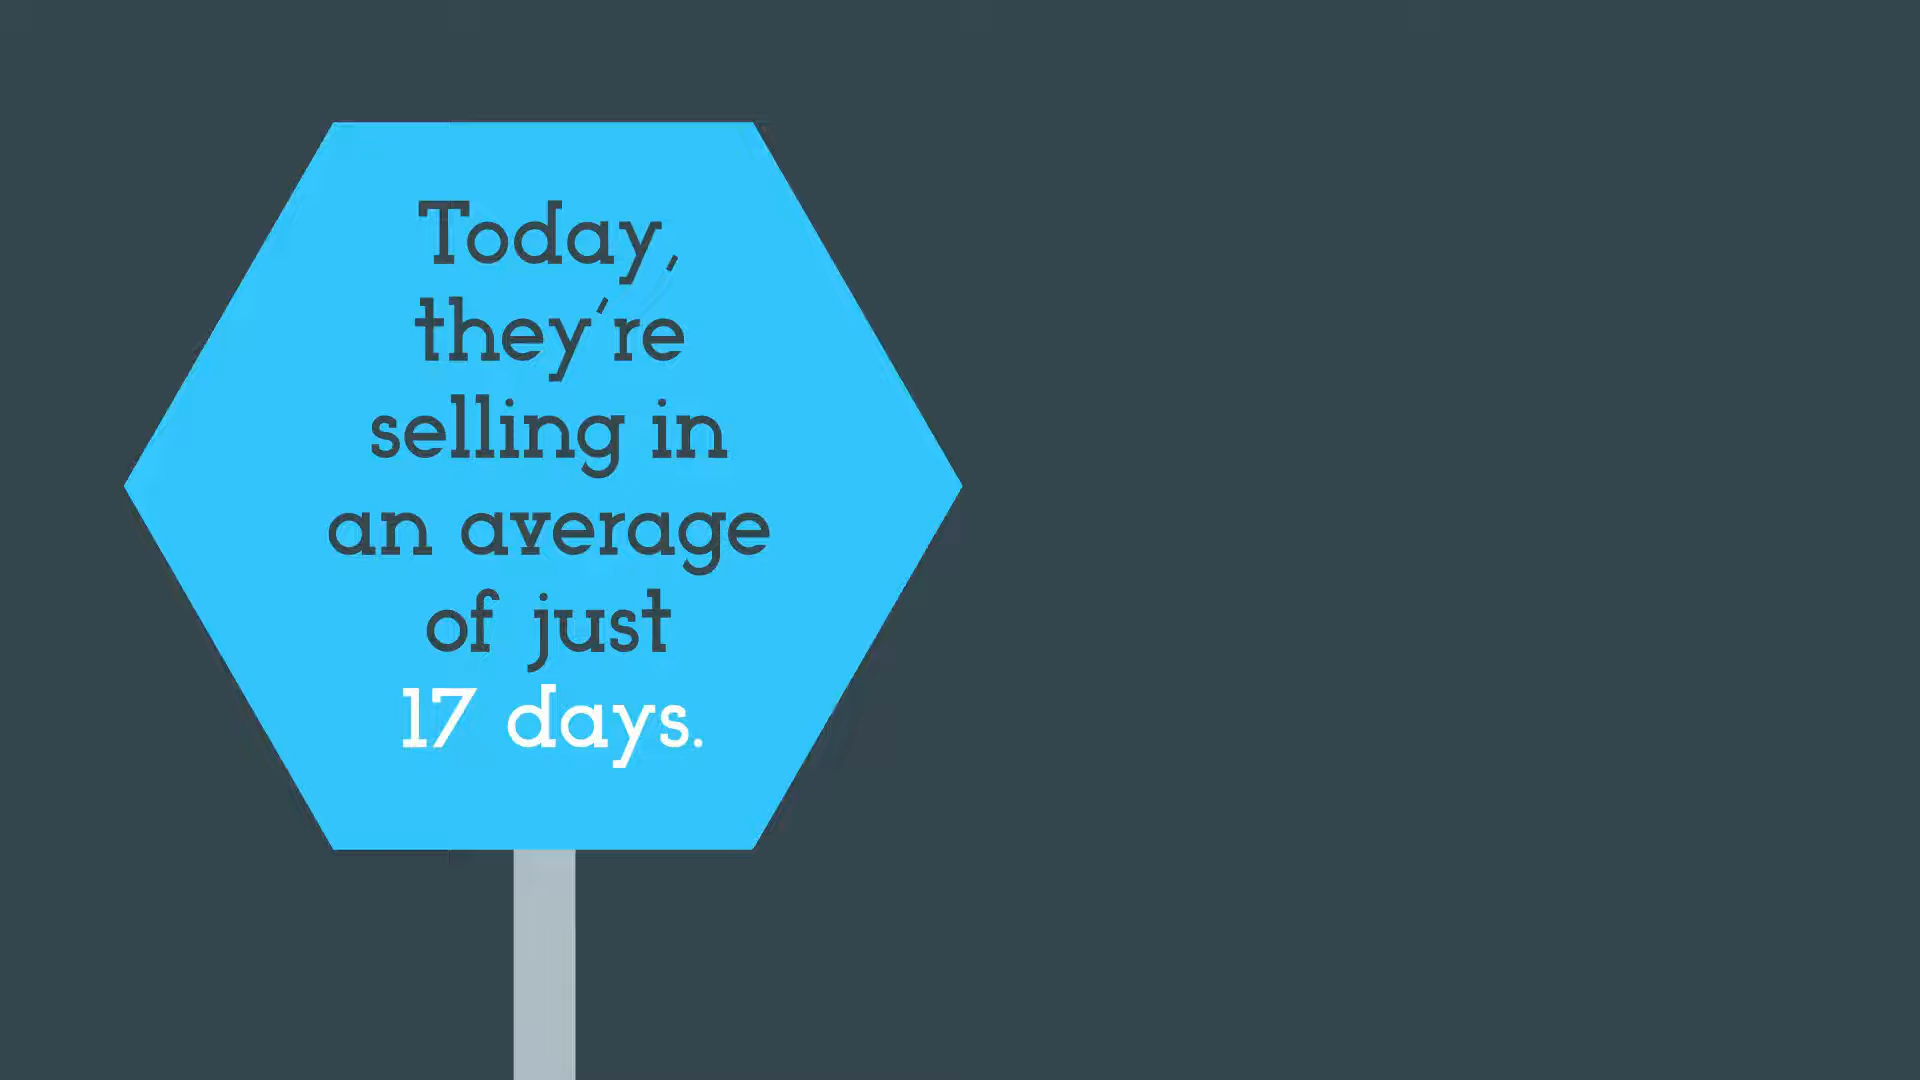 Today,
they're
selling in
an average
of just
17 days.